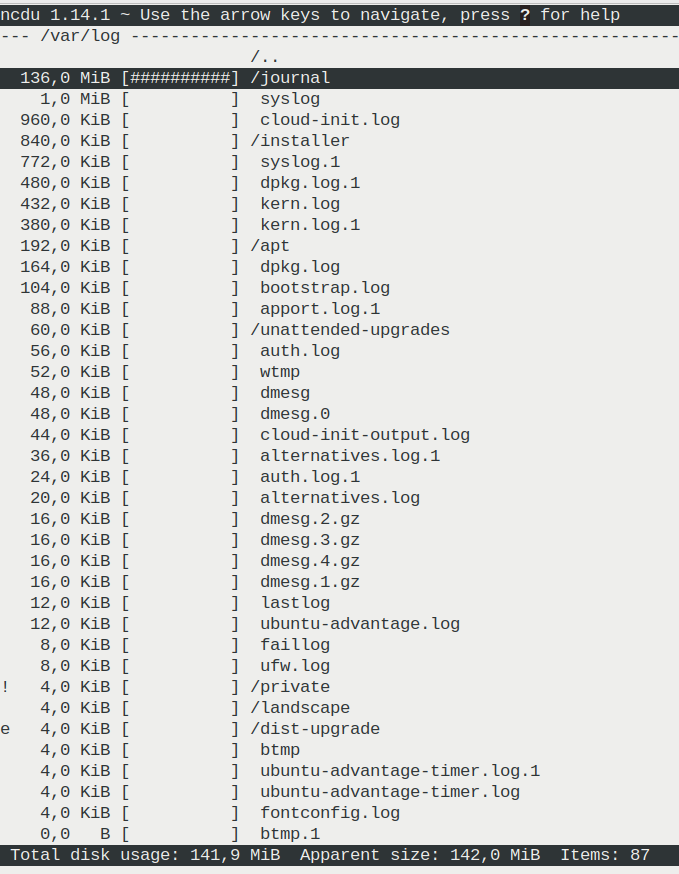 ncdu 1.14.1 ~ Use the arrow keys to navigate, press ? for help
--- /var/log -------------------------------------------------------
                         /..
  136,0 MiB [##########] /journal
    1,0 MiB [          ]  syslog
  960,0 KiB [          ]  cloud-init.log
  840,0 KiB [          ] /installer
  772,0 KiB [          ]  syslog.1
  480,0 KiB [          ]  dpkg.log.1
  432,0 KiB [          ]  kern.log
  380,0 KiB [          ]  kern.log.1
  192,0 KiB [          ] /apt
  164,0 KiB [          ]  dpkg.log
  104,0 KiB [          ]  bootstrap.log
   88,0 KiB [          ]  apport.log.1
   60,0 KiB [          ] /unattended-upgrades
   56,0 KiB [          ]  auth.log
   52,0 KiB [          ]  wtmp
   48,0 KiB [          ]  dmesg
   48,0 KiB [          ]  dmesg.0
   44,0 KiB [          ]  cloud-init-output.log
   36,0 KiB [          ]  alternatives.log.1
   24,0 KiB [          ]  auth.log.1
   20,0 KiB [          ]  alternatives.log
   16,0 KiB [          ]  dmesg.2.gz
   16,0 KiB [          ]  dmesg.3.gz
   16,0 KiB [          ]  dmesg.4.gz
   16,0 KiB [          ]  dmesg.1.gz
   12,0 KiB [          ]  lastlog
   12,0 KiB [          ]  ubuntu-advantage.log
    8,0 KiB [          ]  faillog
    8,0 KiB [          ]  ufw.log
!   4,0 KiB [          ] /private
    4,0 KiB [          ] /landscape
e   4,0 KiB [          ] /dist-upgrade
    4,0 KiB [          ]  btmp
    4,0 KiB [          ]  ubuntu-advantage-timer.log.1
    4,0 KiB [          ]  ubuntu-advantage-timer.log
    4,0 KiB [          ]  fontconfig.log
    0,0   B [          ]  btmp.1
 Total disk usage: 141,9 MiB  Apparent size: 142,0 MiB  Items: 87